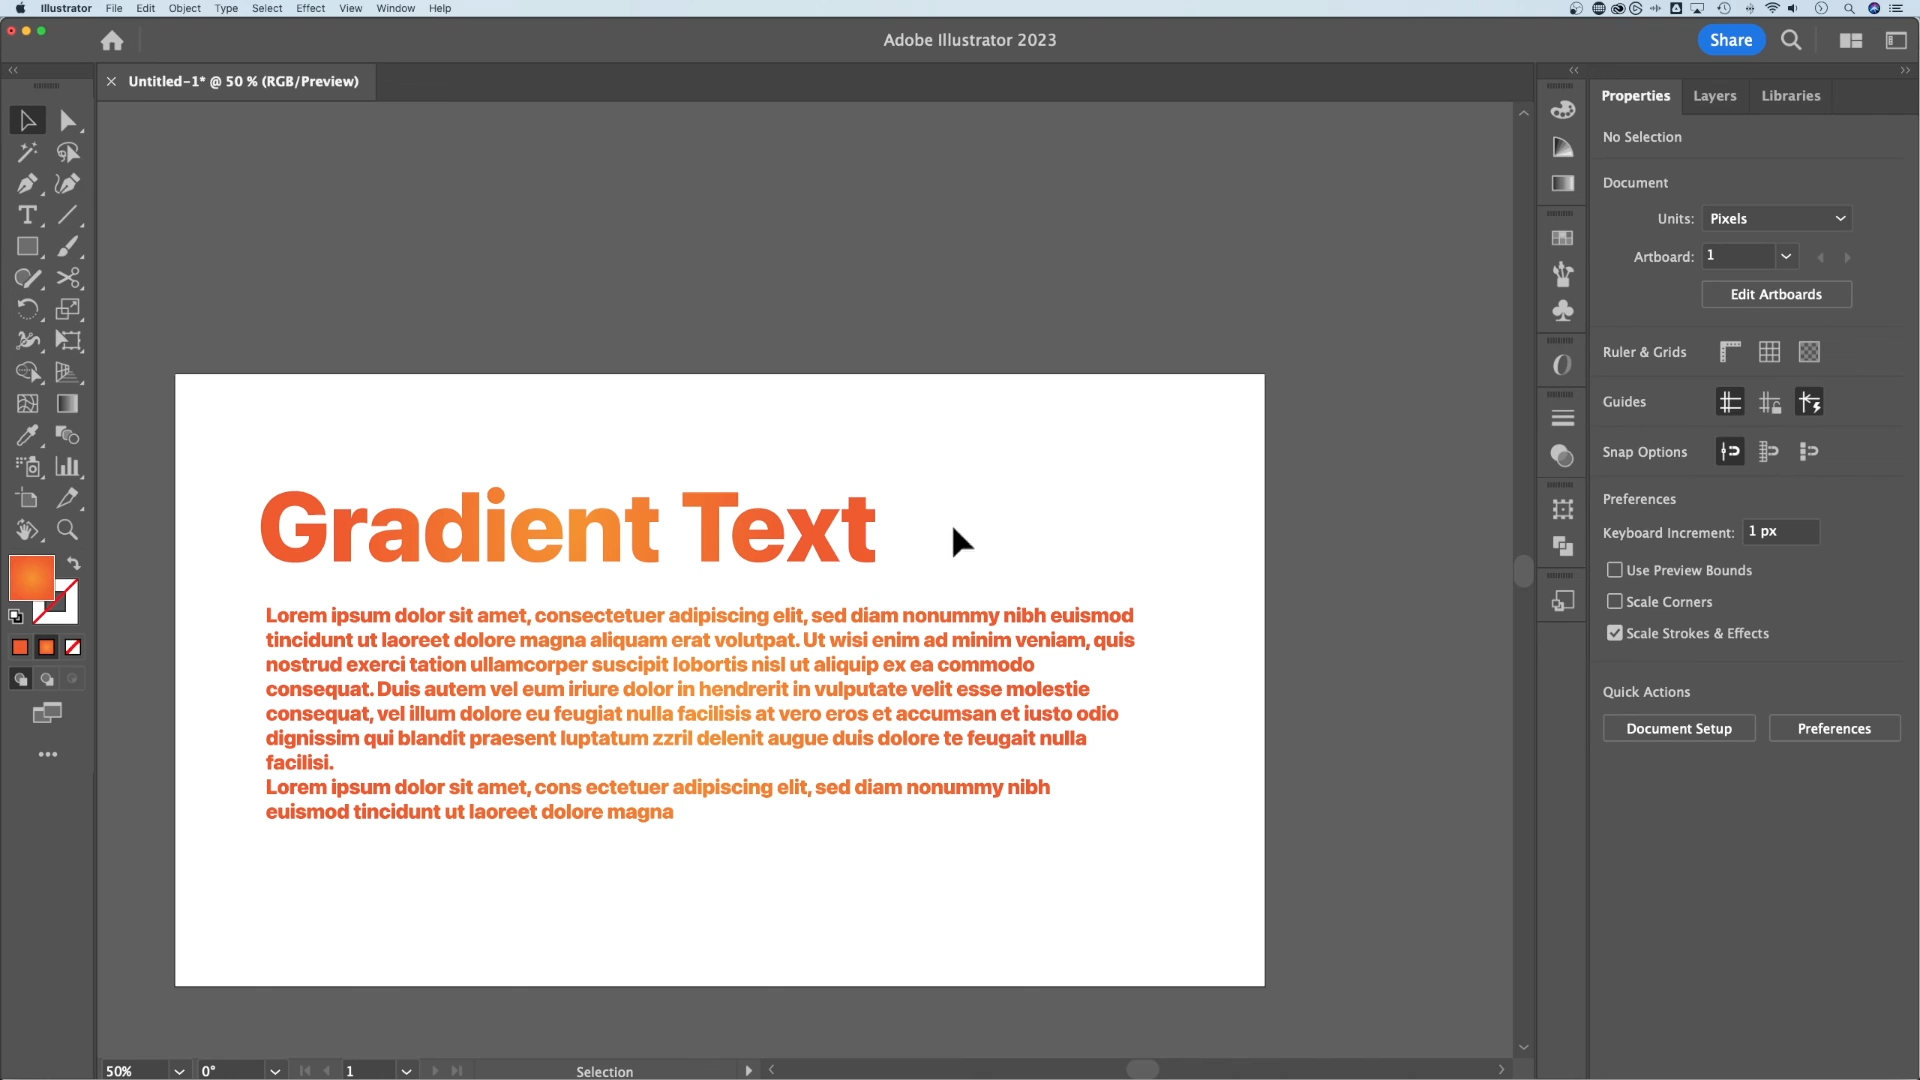 Illustrator File Edit Object Type Select Effect View Window Help
Adobe Illustrator 2023
Share
× Untitled-1* @ 50 % (RGB/Preview)
Properties Layers Libraries
No Selection
Document
Units: Pixels
Artboard: 1
Edit Artboards
Ruler & Grids
Guides
Snap Options
Preferences
Keyboard Increment: 1 px
Use Preview Bounds
Scale Corners
Scale Strokes & Effects
Quick Actions
Document Setup Preferences
Gradient Text
Lorem ipsum dolor sit amet, consectetuer adipiscing elit, sed diam nonummy nibh euismod
tincidunt ut laoreet dolore magna aliquam erat volutpat. Ut wisi enim ad minim veniam, quis
nostrud exerci tation ullamcorper suscipit lobortis nisl ut aliquip ex ea commodo
consequat. Duis autem vel eum iriure dolor in hendrerit in vulputate velit esse molestie
consequat, vel illum dolore eu feugiat nulla facilisis at vero eros et accumsan et iusto odio
dignissim qui blandit praesent luptatum zzril delenit augue duis dolore te feugait nulla
facilisi.
Lorem ipsum dolor sit amet, cons ectetuer adipiscing elit, sed diam nonummy nibh
euismod tincidunt ut laoreet dolore magna
50% 0° 1 Selection